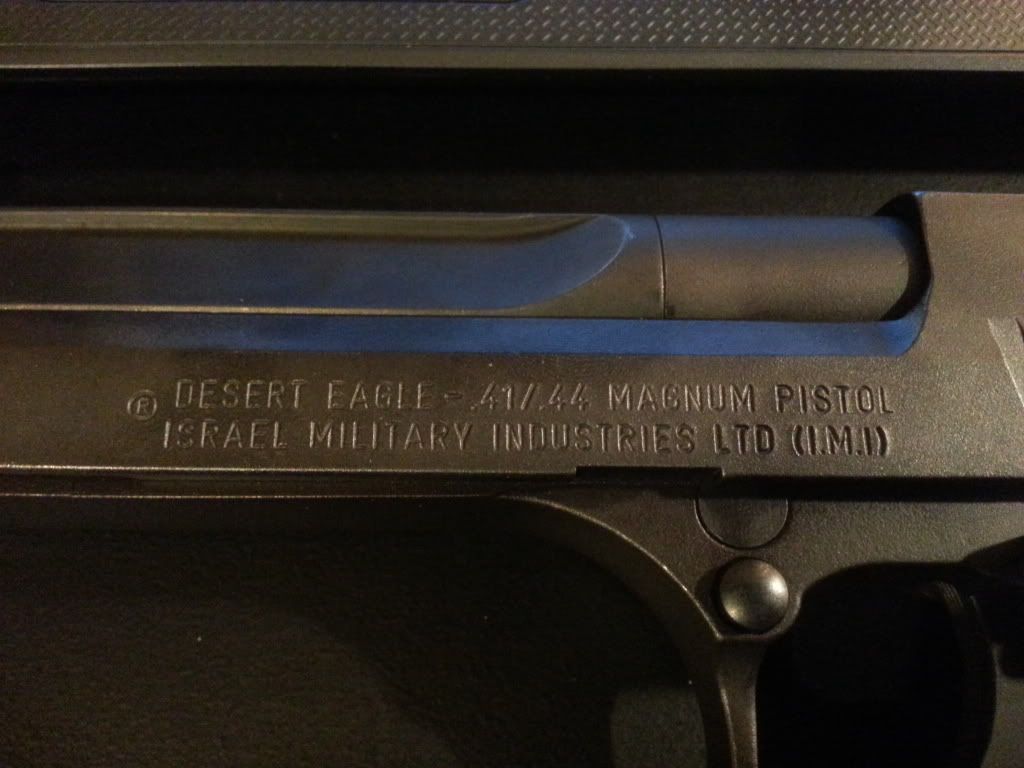 ® DESERT EAGLE-.41/.44 MAGNUM PISTOL
ISRAEL MILITARY INDUSTRIES LTD (I.M.I)